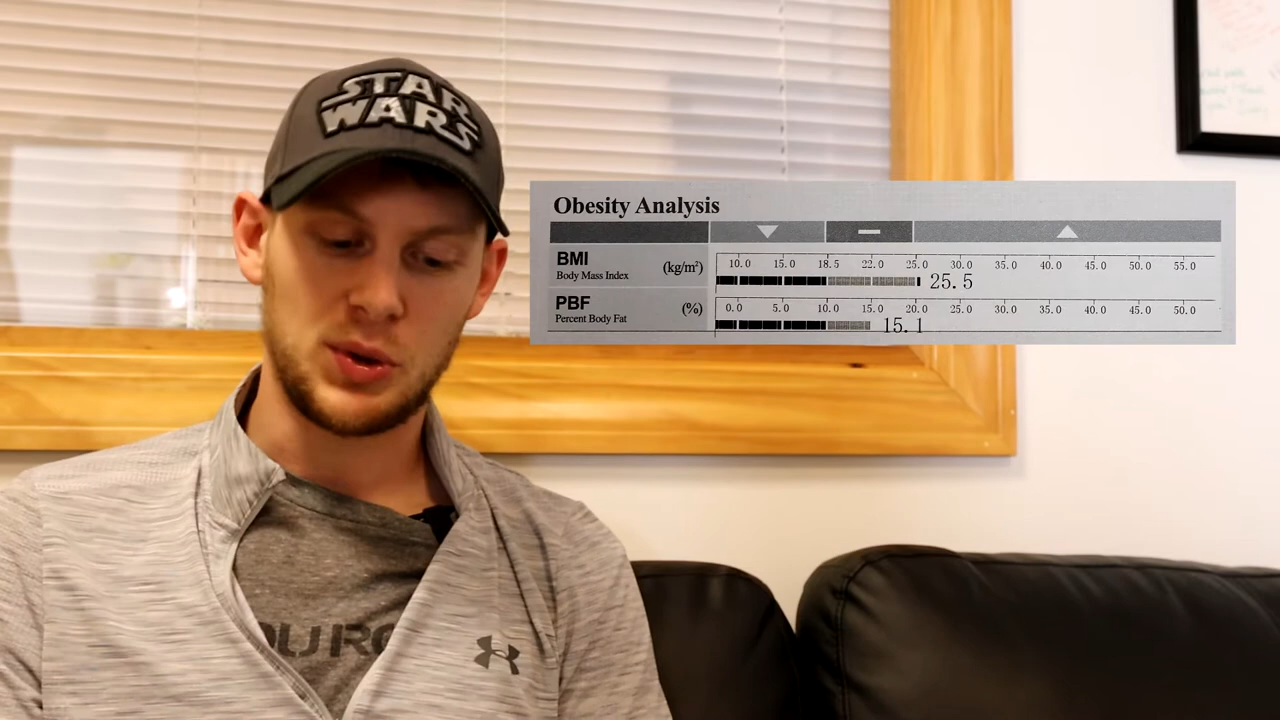 STAR
WARS
Obesity Analysis
BMI
Body Mass Index
(kg/m²)
10.0 15.0 18.5 22.0 25.0 30.0 35.0 40.0 45.0 50.0 55.0
25.5
PBF
Percent Body Fat
(%)
0.0 5.0 10.0 15.0 20.0 25.0 30.0 35.0 40.0 45.0 50.0
15.1